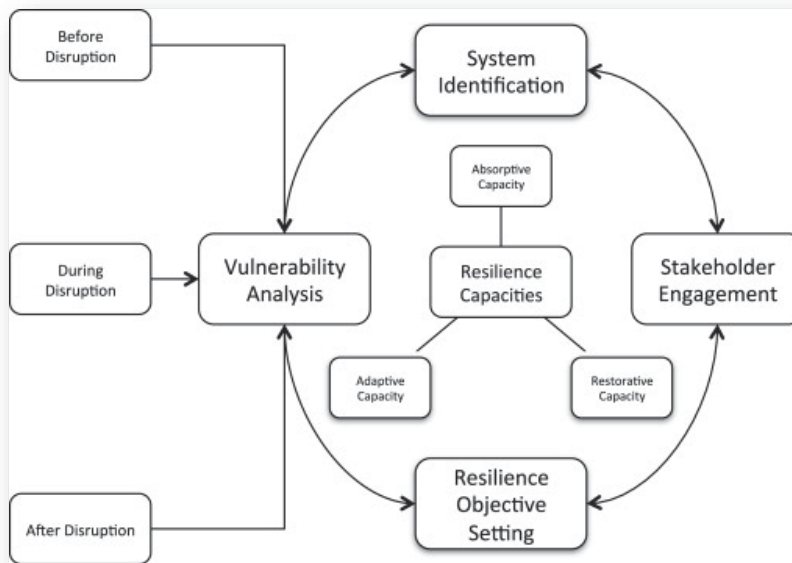 Before
Disruption
System
Identification
Absorptive
Capacity
During
Disruption
Vulnerability
Analysis
Resilience
Capacities
Stakeholder
Engagement
Adaptive
Capacity
Restorative
Capacity
After Disruption
Resilience
Objective
Setting